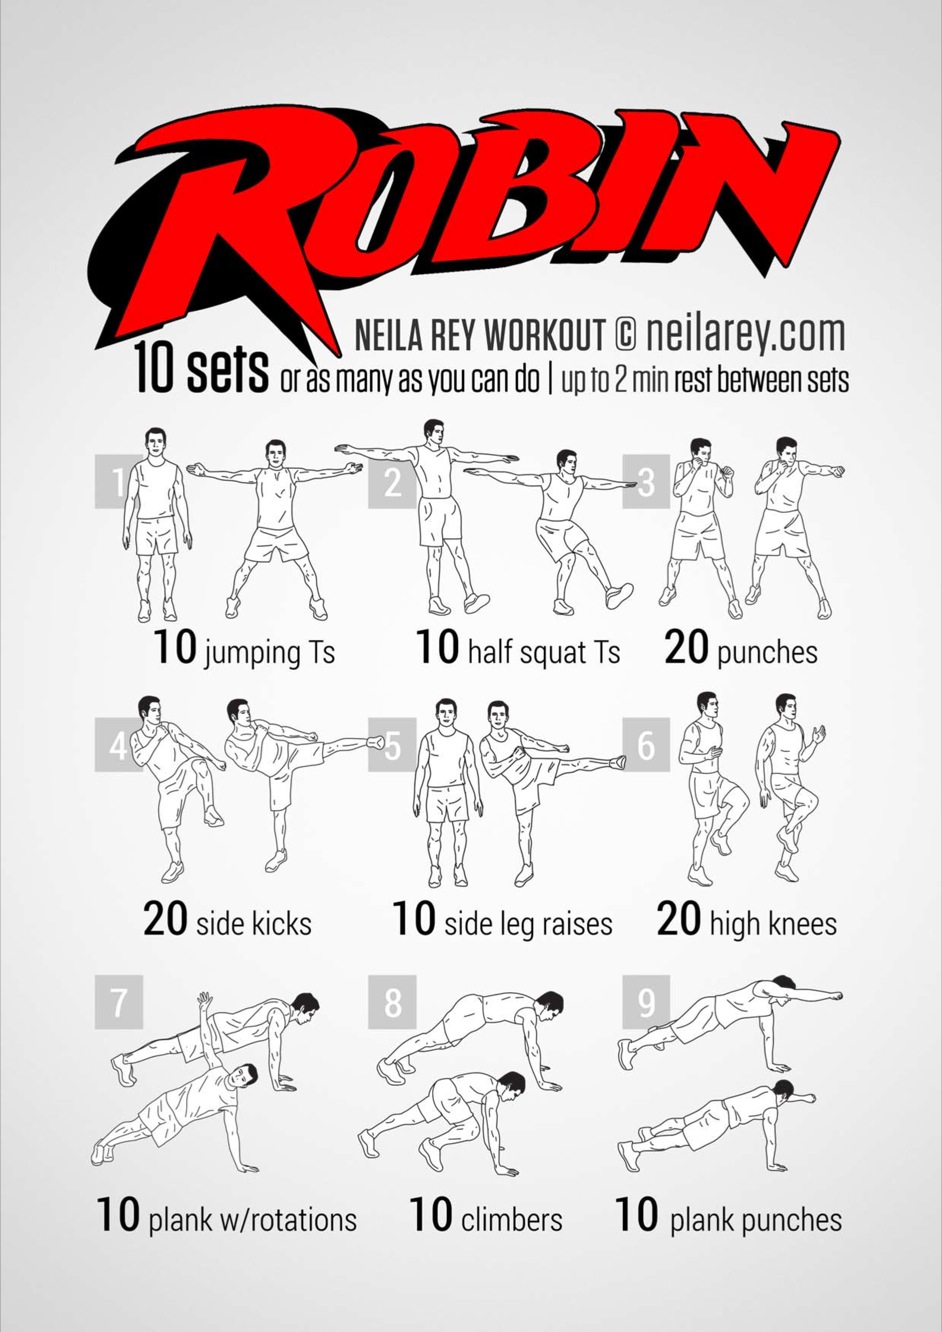 ROBIN
NEILA REY WORKOUT © neilarey.com
10 sets or as many as you can do | up to 2 min rest between sets
1 2 3
10 jumping Ts 10 half squat Ts 20 punches
4 5 6
20 side kicks 10 side leg raises 20 high knees
7 8 9
10 plank w/rotations 10 climbers 10 plank punches